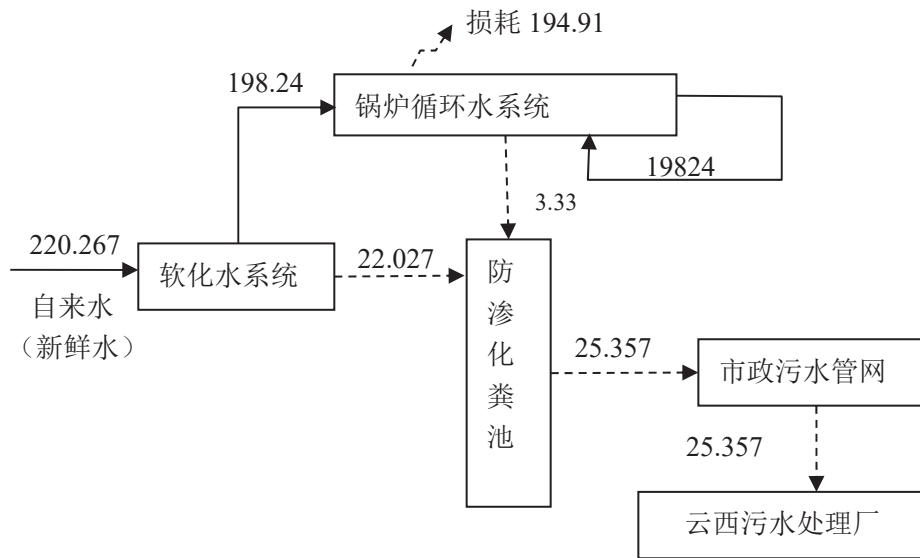 损耗 194.91
198.24
锅炉循环水系统
19824
3.33
220.267
软化水系统
22.027
自来水
（新鲜水）
防
渗
化
粪
池
25.357
市政污水管网
25.357
云西污水处理厂